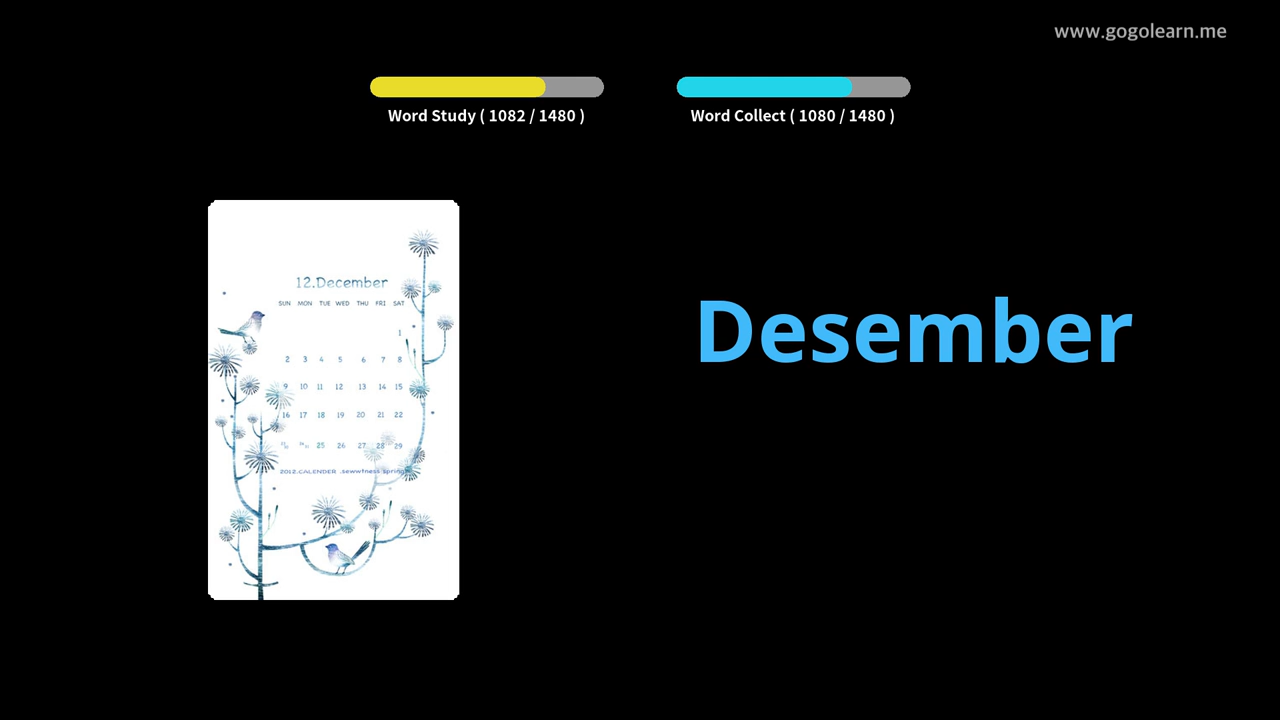 www.gogolearn.me
Word Study ( 1082 / 1480 )
Word Collect ( 1080 / 1480 )
12.December
SUN MON TUE WED THU FRI SAT
1
2 3 4 5 6 7 8
9 10 11 12 13 14 15
16 17 18 19 20 21 22
25 26 27 28 29
2012.CALENDER
Desember